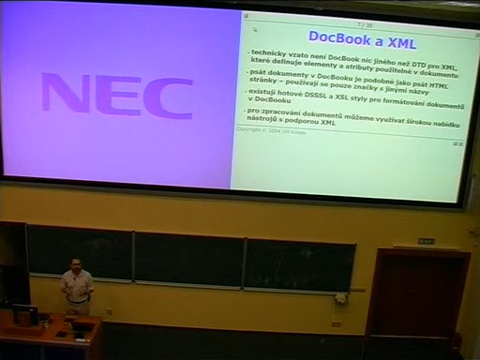 NEC
7 / 38
DocBook a XML
- technicky vzato není DocBook nic jiného než DTD pro XML,
které definuje elementy a atributy použitelné v dokumentu
- psát dokumenty v DocBooku je podobné jako psát HTML
stránky – používají se pouze značky s jinými názvy
- existují hotové DSSSL a XSL styly pro formátování dokumentů
v DocBooku
- pro zpracování dokumentů můžeme využívat širokou nabídku
nástrojů s podporou XML
Copyright © 2004 Jiří Kosek